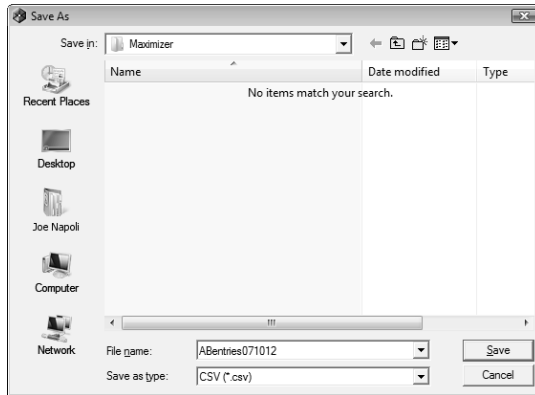 Save As
Save in: Maximizer
Name Date modified Type
No items match your search.
Recent Places
Desktop
Joe Napoli
Computer
Network
File name: ABentries071012 Save
Save as type: CSV (*.csv) Cancel